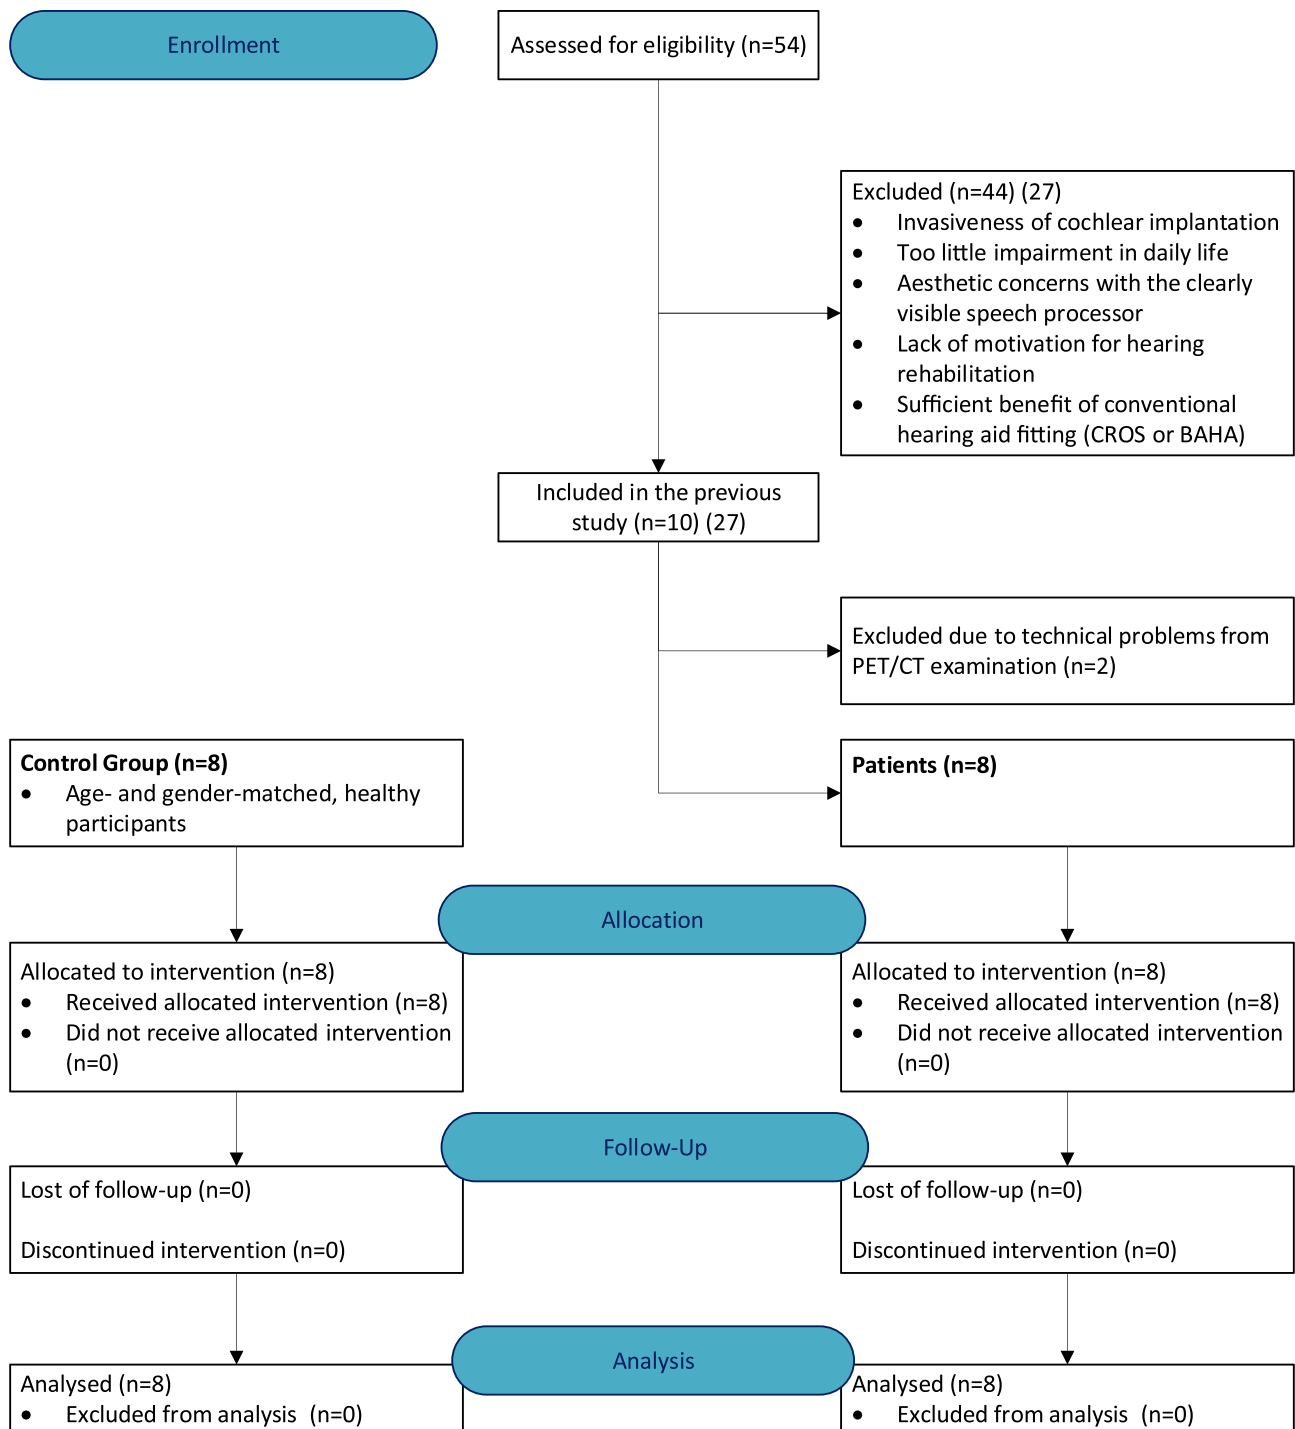 Enrollment
Assessed for eligibility (n=54)
Excluded (n=44) (27)
• Invasiveness of cochlear implantation
• Too little impairment in daily life
• Aesthetic concerns with the clearly
visible speech processor
• Lack of motivation for hearing
rehabilitation
• Sufficient benefit of conventional
hearing aid fitting (CROS or BAHA)
Included in the previous
study (n=10) (27)
Excluded due to technical problems from
PET/CT examination (n=2)
Control Group (n=8)
• Age- and gender-matched, healthy
participants
Patients (n=8)
Allocation
Allocated to intervention (n=8)
• Received allocated intervention (n=8)
• Did not receive allocated intervention
(n=0)
Allocated to intervention (n=8)
• Received allocated intervention (n=8)
• Did not receive allocated intervention
(n=0)
Follow-Up
Lost of follow-up (n=0)
Discontinued intervention (n=0)
Lost of follow-up (n=0)
Discontinued intervention (n=0)
Analysis
Analysed (n=8)
• Excluded from analysis  (n=0)
Analysed (n=8)
• Excluded from analysis  (n=0)